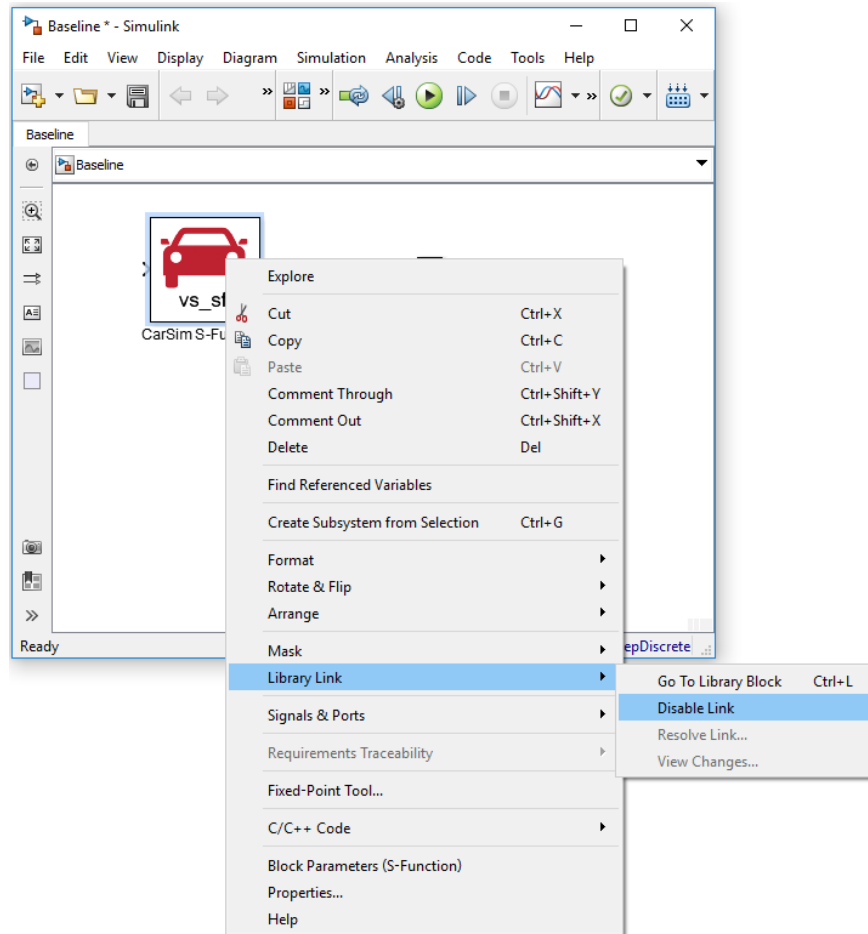 Baseline * - Simulink
File Edit View Display Diagram Simulation Analysis Code Tools Help
Baseline
Baseline
vs_sf
CarSim S-Fu
Explore
Cut Ctrl+X
Copy Ctrl+C
Paste Ctrl+V
Comment Through Ctrl+Shift+Y
Comment Out Ctrl+Shift+X
Delete Del
Find Referenced Variables
Create Subsystem from Selection Ctrl+G
Format
Rotate & Flip
Arrange
Ready
epDiscrete
Mask
Library Link
Go To Library Block Ctrl+L
Disable Link
Resolve Link...
View Changes...
Signals & Ports
Requirements Traceability
Fixed-Point Tool...
C/C++ Code
Block Parameters (S-Function)
Properties...
Help